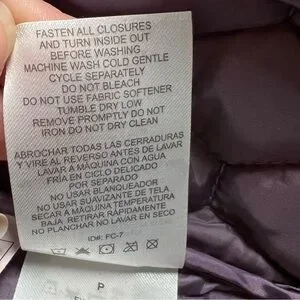 FASTEN ALL CLOSURES
AND TURN INSIDE OUT
BEFORE WASHING
MACHINE WASH COLD GENTLE
CYCLE SEPARATELY
DO NOT BLEACH
DO NOT USE FABRIC SOFTENER
TUMBLE DRY LOW
REMOVE PROMPTLY DO NOT
IRON DO NOT DRY CLEAN
ABROCHAR TODAS LAS CERRADURAS
Y VIRE AL REVERSO ANTES DE LAVAR
LAVAR A MÁQUINA CON AGUA
FRÍA EN CICLO DELICADO
POR SEPARADO
NO USAR BLANQUEADOR
NO USAR SUAVIZANTE DE TELA
SECAR A MÁQUINA TEMPERATURA
BAJA RETIRAR RÁPIDAMENTE
NO PLANCHAR NO LAVAR EN SECO
ID#: FC-7
P